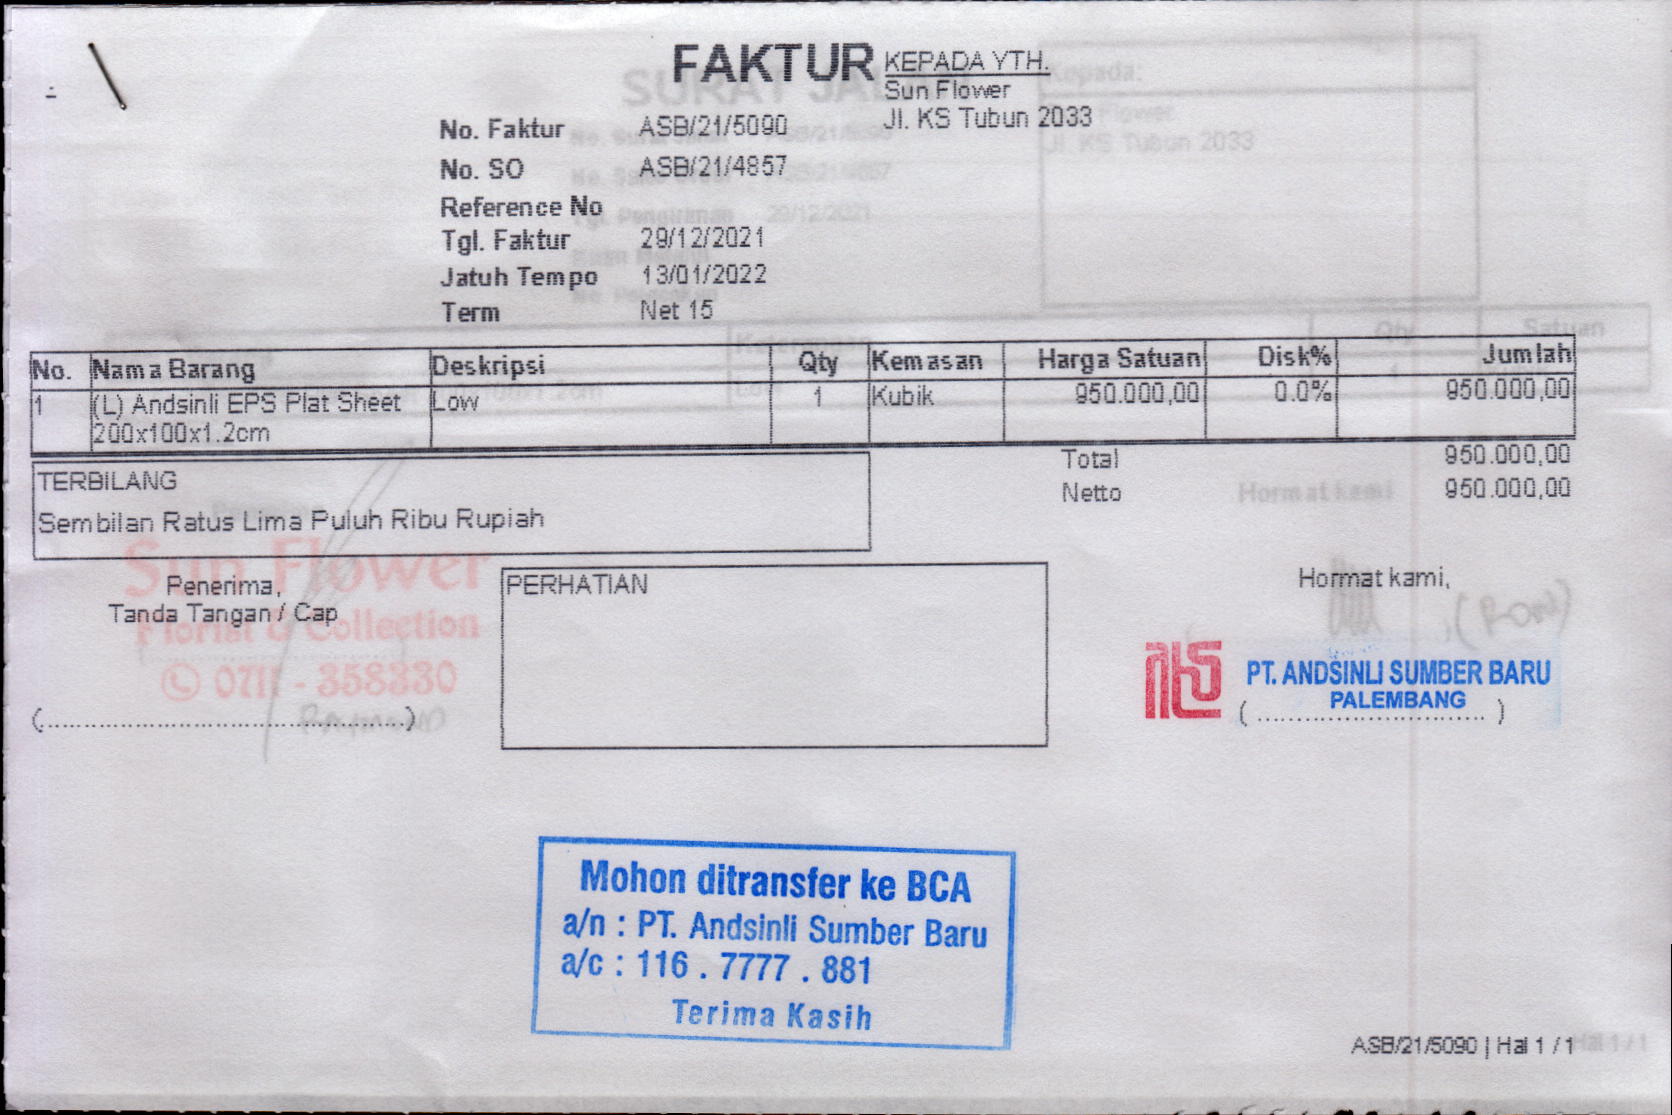 FAKTUR
KEPADA YTH.
Sun Flower
Jl. KS Tubun 2033
No. Faktur ASB/21/5090
No. SO ASB/21/4857
Reference No
Tgl. Faktur 29/12/2021
Jatuh Tempo 13/01/2022
Term Net 15
No. Nama Barang Deskripsi Qty Kemasan Harga Satuan Disk% Jumlah
1 (L) Andsinli EPS Plat Sheet Low 1 Kubik 950.000,00 0.0% 950.000,00
200x100x1.2cm
Total 950.000,00
Netto 950.000,00
TERBILANG
Sembilan Ratus Lima Puluh Ribu Rupiah
Penerima,
Tanda Tangan / Cap
(........................................)
Sun Flower
Florist & Collection
0711 - 358330
PERHATIAN
Hormat kami,
PT. ANDSINLI SUMBER BARU
PALEMBANG
(............................)
Mohon ditransfer ke BCA
a/n : PT. Andsinli Sumber Baru
a/c : 116 . 7777 . 881
Terima Kasih
ASB/21/5090 | Hal 1 / 1